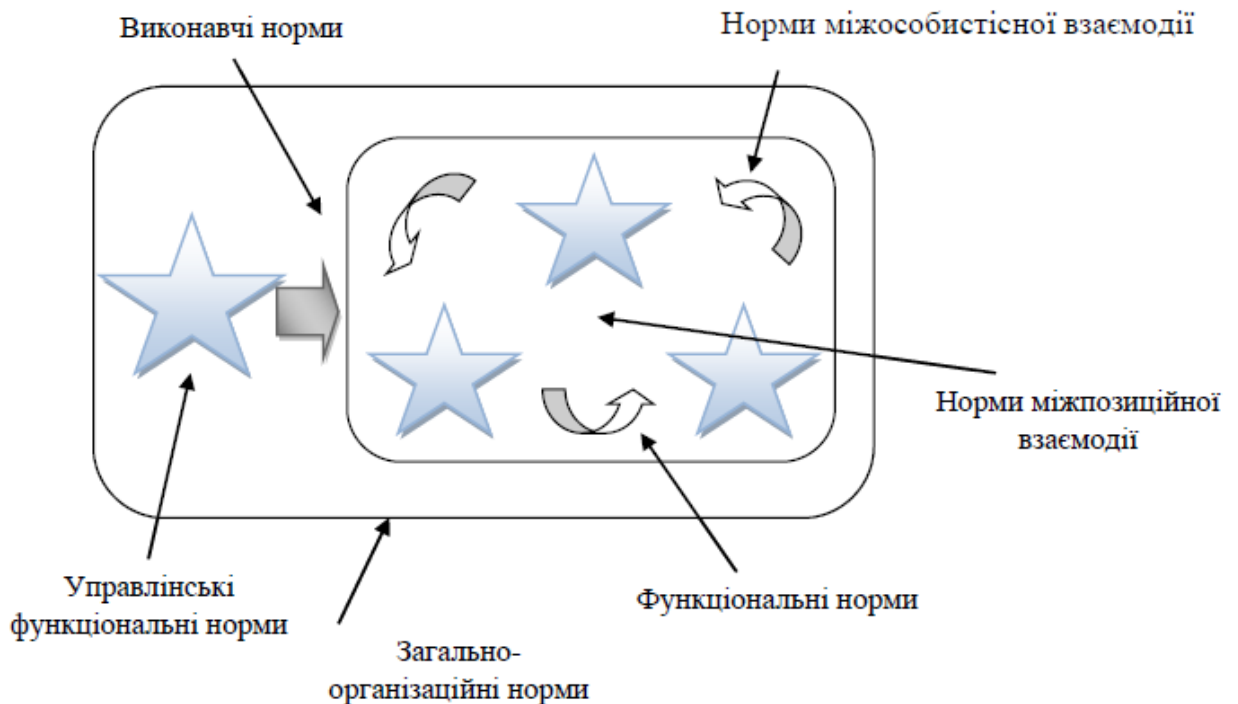 Виконавчі норми
Норми міжособистісної взаємодії
Норми міжпозиційної
взаємодії
Управлінські
функціональні норми
Функціональні норми
Загально-
організаційні норми